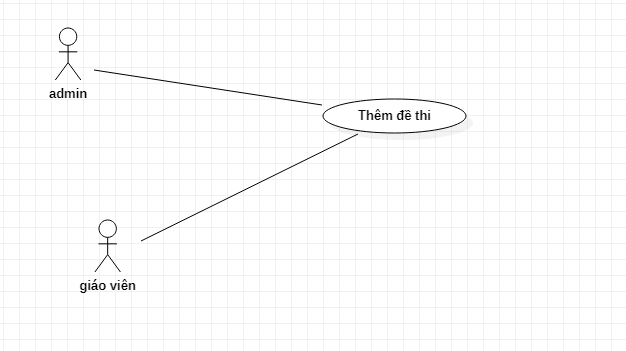 admin
Thêm đề thi
giáo viên